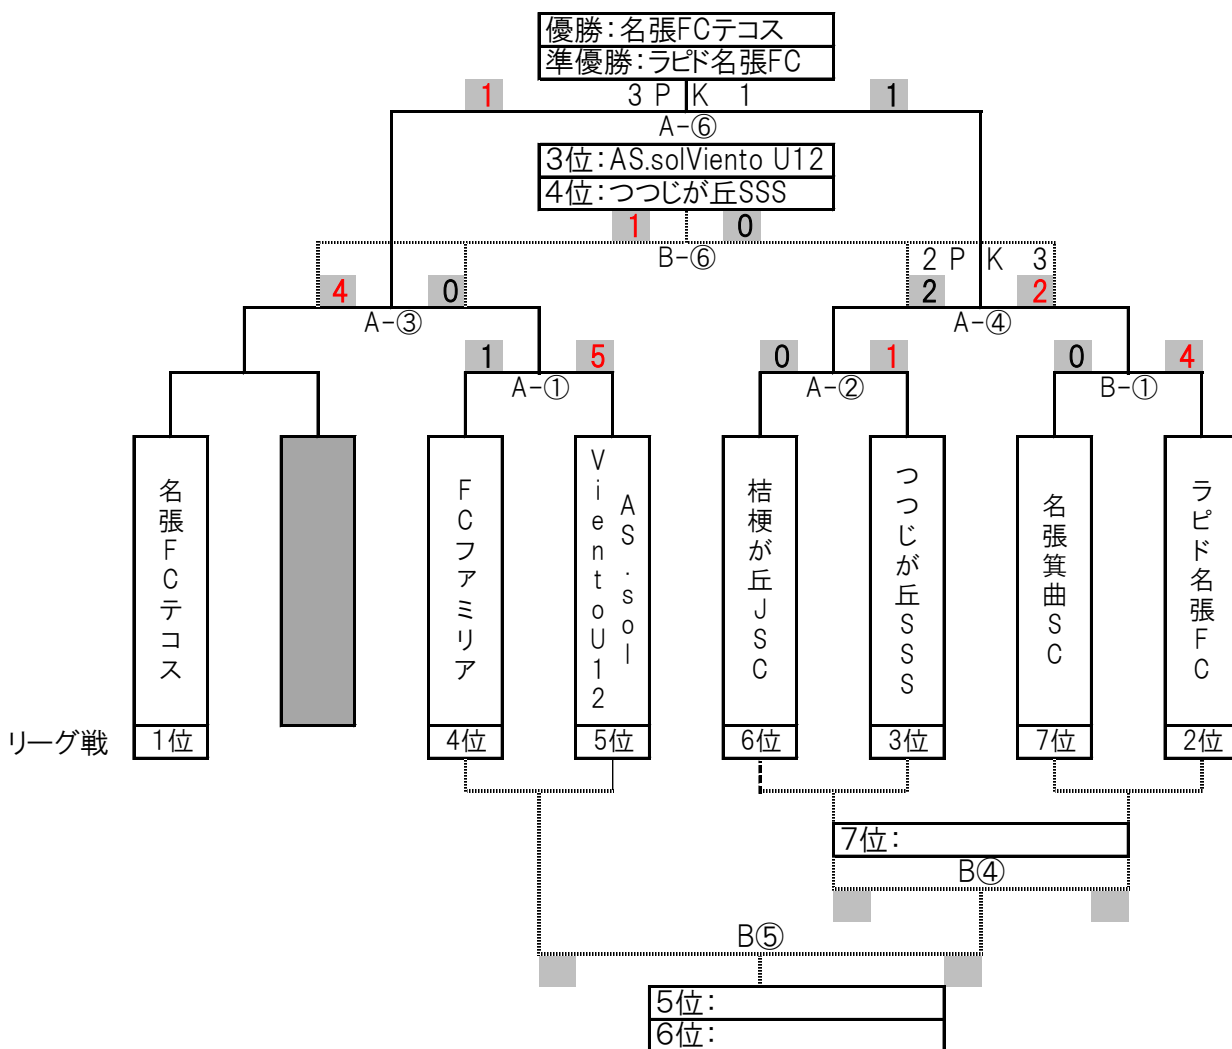 優勝：名張FCテコス
準優勝：ラピド名張FC
1 3 P K 1 1
A-⑥
3位：AS.solViento U12
4位：つつじが丘SSS
1 0
B-⑥
2 P K 3
4 0 2 2
A-③ A-④
1 5 0 1 0 4
A-① A-② B-①
名張FCテコス
FCファミリア
AS.sol
VientoU12
桔梗が丘JSC
つつじが丘SSS
名張箕曲SC
ラピド名張FC
リーグ戦 1位 4位 5位 6位 3位 7位 2位
7位：
B④
B⑤
5位：
6位：